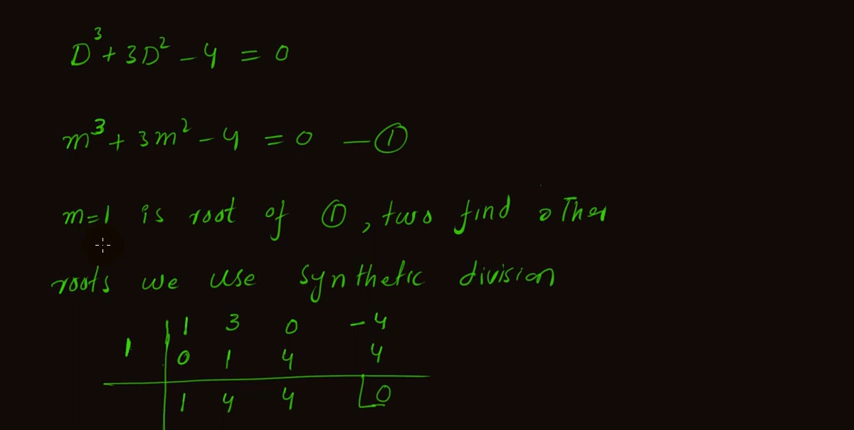 D³ + 3D² - 4 = 0
m³ + 3m² - 4 = 0 — ①
m=1 is root of ①, two find other
roots we use synthetic division
1 | 1 3 0 -4
0 1 4 4
1 4 4 |0